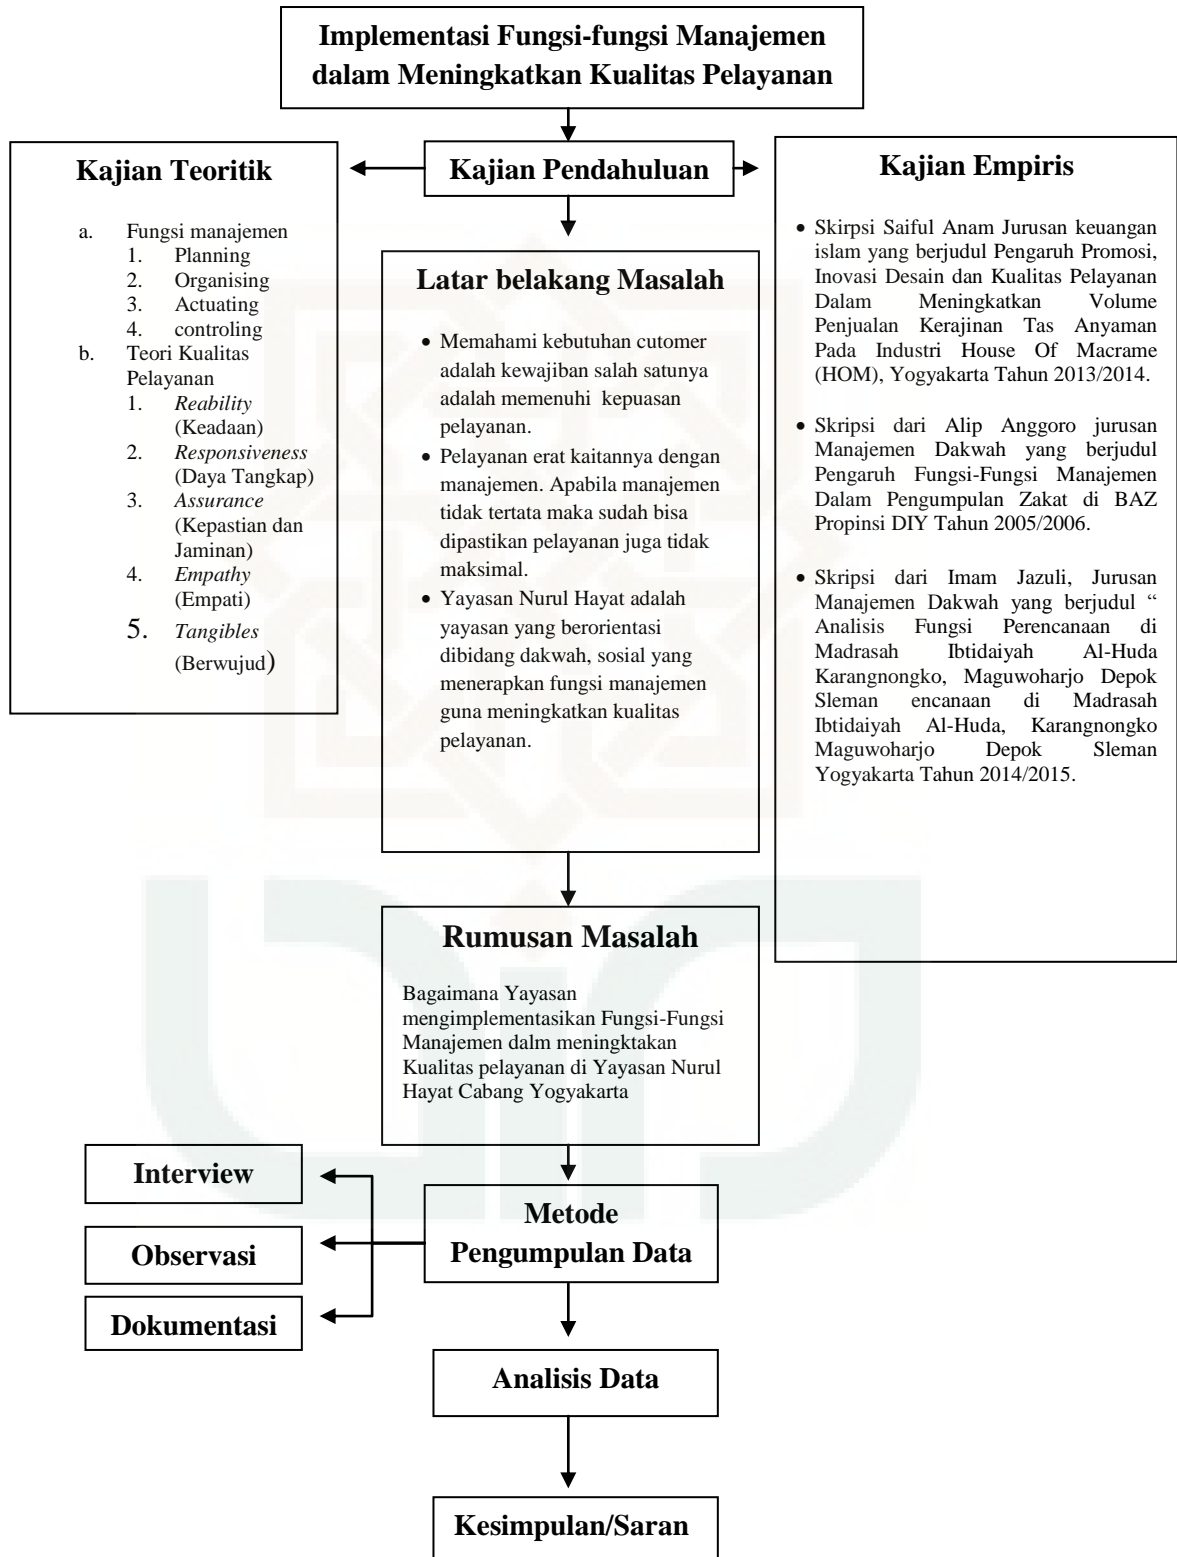 Implementasi Fungsi-fungsi Manajemen
dalam Meningkatkan Kualitas Pelayanan
Kajian Teoritik
a. Fungsi manajemen
1. Planning
2. Organising
3. Actuating
4. controling
b. Teori Kualitas
Pelayanan
1. Reability
(Keadaan)
2. Responsiveness
(Daya Tangkap)
3. Assurance
(Kepastian dan
Jaminan)
4. Empathy
(Empati)
5. Tangibles
(Berwujud)
Kajian Pendahuluan
Latar belakang Masalah
• Memahami kebutuhan cutomer
adalah kewajiban salah satunya
adalah memenuhi kepuasan
pelayanan.
• Pelayanan erat kaitannya dengan
manajemen. Apabila manajemen
tidak tertata maka sudah bisa
dipastikan pelayanan juga tidak
maksimal.
• Yayasan Nurul Hayat adalah
yayasan yang berorientasi
dibidang dakwah, sosial yang
menerapkan fungsi manajemen
guna meningkatkan kualitas
pelayanan.
Kajian Empiris
• Skirpsi Saiful Anam Jurusan keuangan
islam yang berjudul Pengaruh Promosi,
Inovasi Desain dan Kualitas Pelayanan
Dalam Meningkatkan Volume
Penjualan Kerajinan Tas Anyaman
Pada Industri House Of Macrame
(HOM), Yogyakarta Tahun 2013/2014.
• Skripsi dari Alip Anggoro jurusan
Manajemen Dakwah yang berjudul
Pengaruh Fungsi-Fungsi Manajemen
Dalam Pengumpulan Zakat di BAZ
Propinsi DIY Tahun 2005/2006.
• Skripsi dari Imam Jazuli, Jurusan
Manajemen Dakwah yang berjudul “
Analisis Fungsi Perencanaan di
Madrasah Ibtidaiyah Al-Huda
Karangnongko, Maguwoharjo Depok
Sleman encanaan di Madrasah
Ibtidaiyah Al-Huda, Karangnongko
Maguwoharjo Depok Sleman
Yogyakarta Tahun 2014/2015.
Rumusan Masalah
Bagaimana Yayasan
mengimplementasikan Fungsi-Fungsi
Manajemen dalm meningktakan
Kualitas pelayanan di Yayasan Nurul
Hayat Cabang Yogyakarta
Interview
Observasi
Dokumentasi
Metode
Pengumpulan Data
Analisis Data
Kesimpulan/Saran